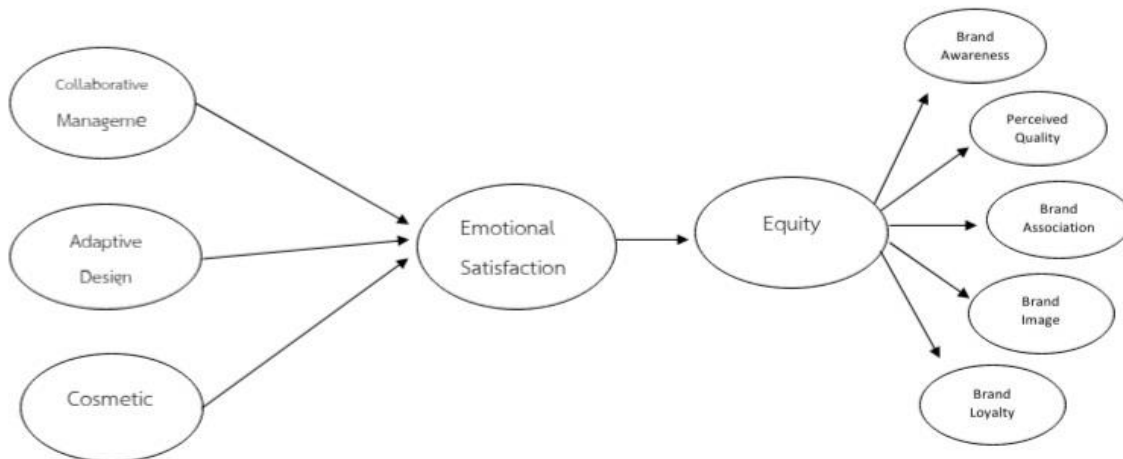 Collaborative
Manageme
Adaptive
Design
Cosmetic
Emotional
Satisfaction
Equity
Brand
Awareness
Perceived
Quality
Brand
Association
Brand
Image
Brand
Loyalty